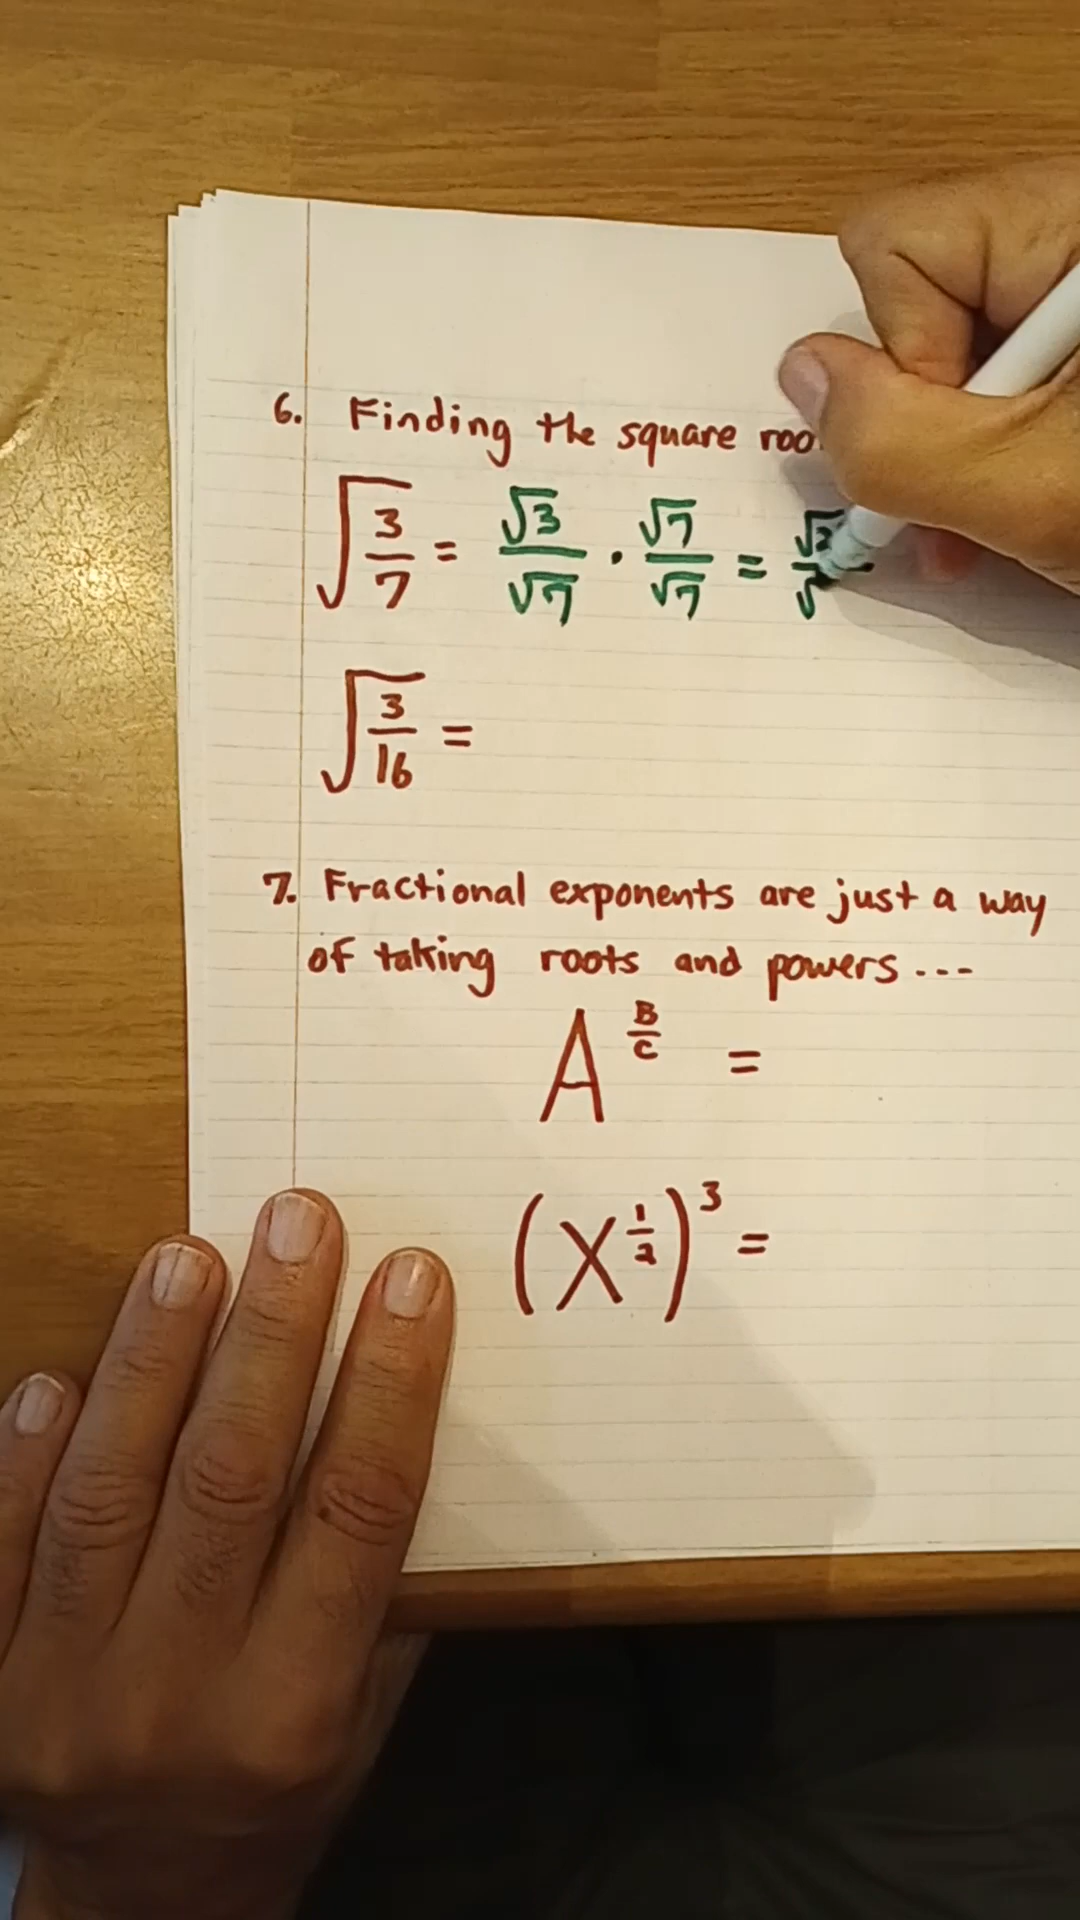 6. Finding the square
√3/7 = √3/√7 · √7/√7 =
√3/16 =
7. Fractional exponents are just a way
of taking roots and powers ---
A^B/C =
(X^1/2)^3 =